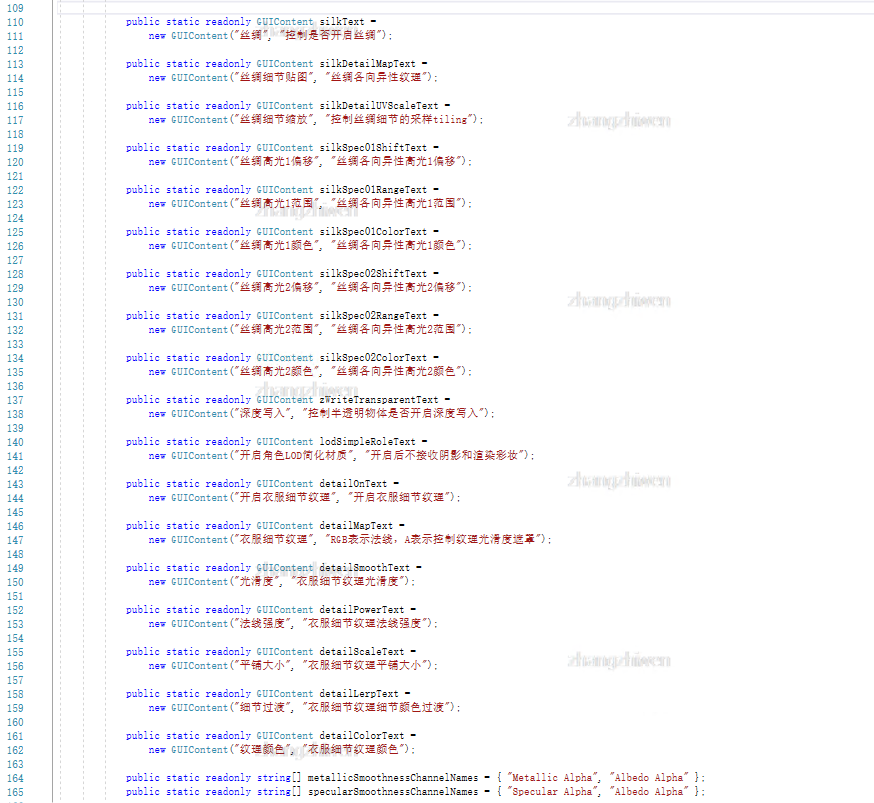 109
110 public static readonly GUIContent silkText =
111 new GUIContent("丝绸", "控制是否开启丝绸");
112
113 public static readonly GUIContent silkDetailMapText =
114 new GUIContent("丝绸细节贴图", "丝绸各向异性纹理");
115
116 public static readonly GUIContent silkDetailUVScaleText =
117 new GUIContent("丝绸细节缩放", "控制丝绸细节的采样tiling");
118
119 public static readonly GUIContent silkSpec01ShiftText =
120 new GUIContent("丝绸高光1偏移", "丝绸各向异性高光1偏移");
121
122 public static readonly GUIContent silkSpec01RangeText =
123 new GUIContent("丝绸高光1范围", "丝绸各向异性高光1范围");
124
125 public static readonly GUIContent silkSpec01ColorText =
126 new GUIContent("丝绸高光1颜色", "丝绸各向异性高光1颜色");
127
128 public static readonly GUIContent silkSpec02ShiftText =
129 new GUIContent("丝绸高光2偏移", "丝绸各向异性高光2偏移");
130
131 public static readonly GUIContent silkSpec02RangeText =
132 new GUIContent("丝绸高光2范围", "丝绸各向异性高光2范围");
133
134 public static readonly GUIContent silkSpec02ColorText =
135 new GUIContent("丝绸高光2颜色", "丝绸各向异性高光2颜色");
136
137 public static readonly GUIContent zWriteTransparentText =
138 new GUIContent("深度写入", "控制半透明物体是否开启深度写入");
139
140 public static readonly GUIContent lodSimpleRoleText =
141 new GUIContent("开启角色LOD简化材质", "开启后不接收阴影和渲染彩妆");
142
143 public static readonly GUIContent detailOnText =
144 new GUIContent("开启衣服细节纹理", "开启衣服细节纹理");
145
146 public static readonly GUIContent detailMapText =
147 new GUIContent("衣服细节纹理", "RGB表示法线，A表示控制纹理光滑度遮罩");
148
149 public static readonly GUIContent detailSmoothText =
150 new GUIContent("光滑度", "衣服细节纹理光滑度");
151
152 public static readonly GUIContent detailPowerText =
153 new GUIContent("法线强度", "衣服细节纹理法线强度");
154
155 public static readonly GUIContent detailScaleText =
156 new GUIContent("平铺大小", "衣服细节纹理平铺大小");
157
158 public static readonly GUIContent detailLerpText =
159 new GUIContent("细节过渡", "衣服细节纹理细节颜色过渡");
160
161 public static readonly GUIContent detailColorText =
162 new GUIContent("纹理颜色", "衣服细节纹理颜色");
163
164 public static readonly string[] metallicSmoothnessChannelNames = { "Metallic Alpha", "Albedo Alpha" };
165 public static readonly string[] specularSmoothnessChannelNames = { "Specular Alpha", "Albedo Alpha" };
zhangzhiwen
zhangzhiwen
zhangzhiwen
zhangzhiwen
zhangzhiwen
zhangzhiwen
zhangzhiwen
zhangzhiwen
zhangzhiwen